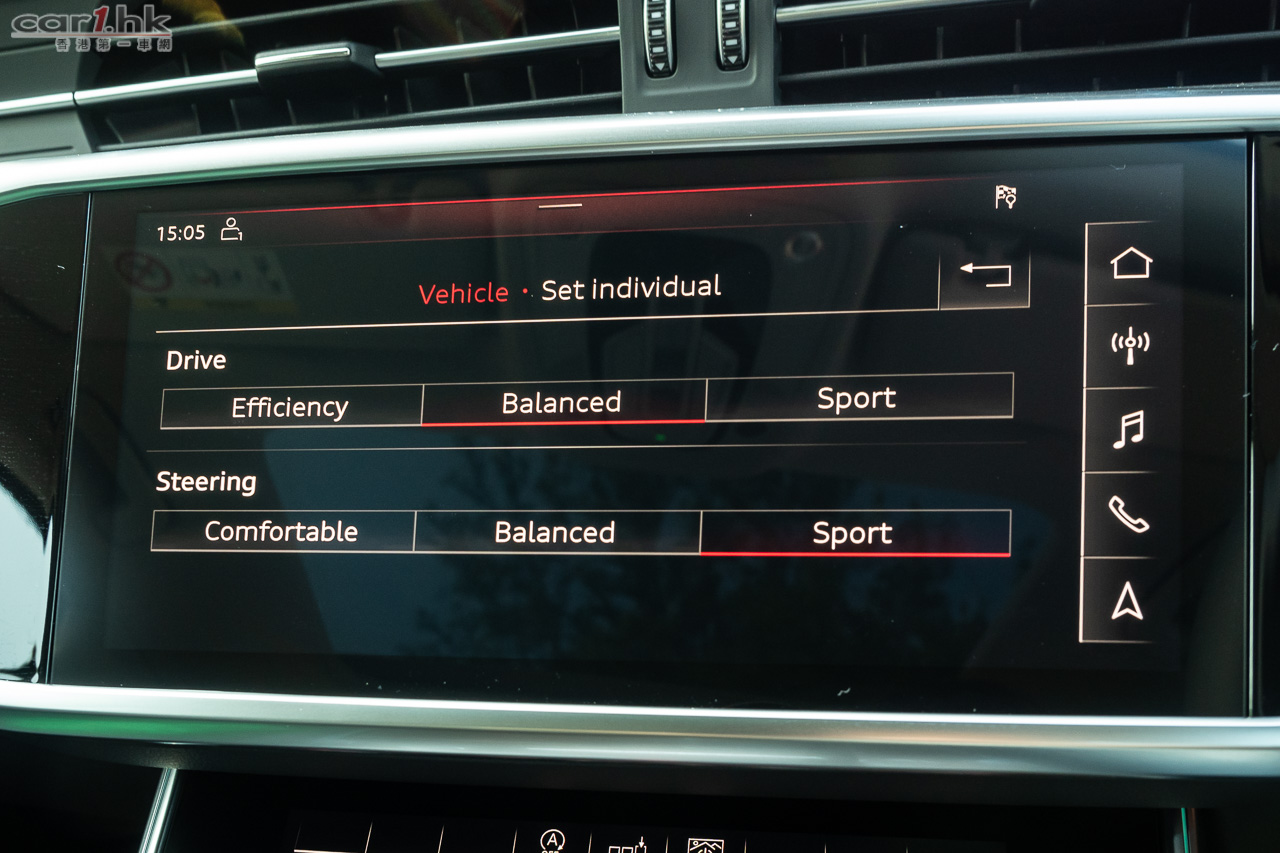 car1.hk
香港第一車網
15:05
1
Vehicle · Set individual
Drive
Efficiency Balanced Sport
Steering
Comfortable Balanced Sport
A